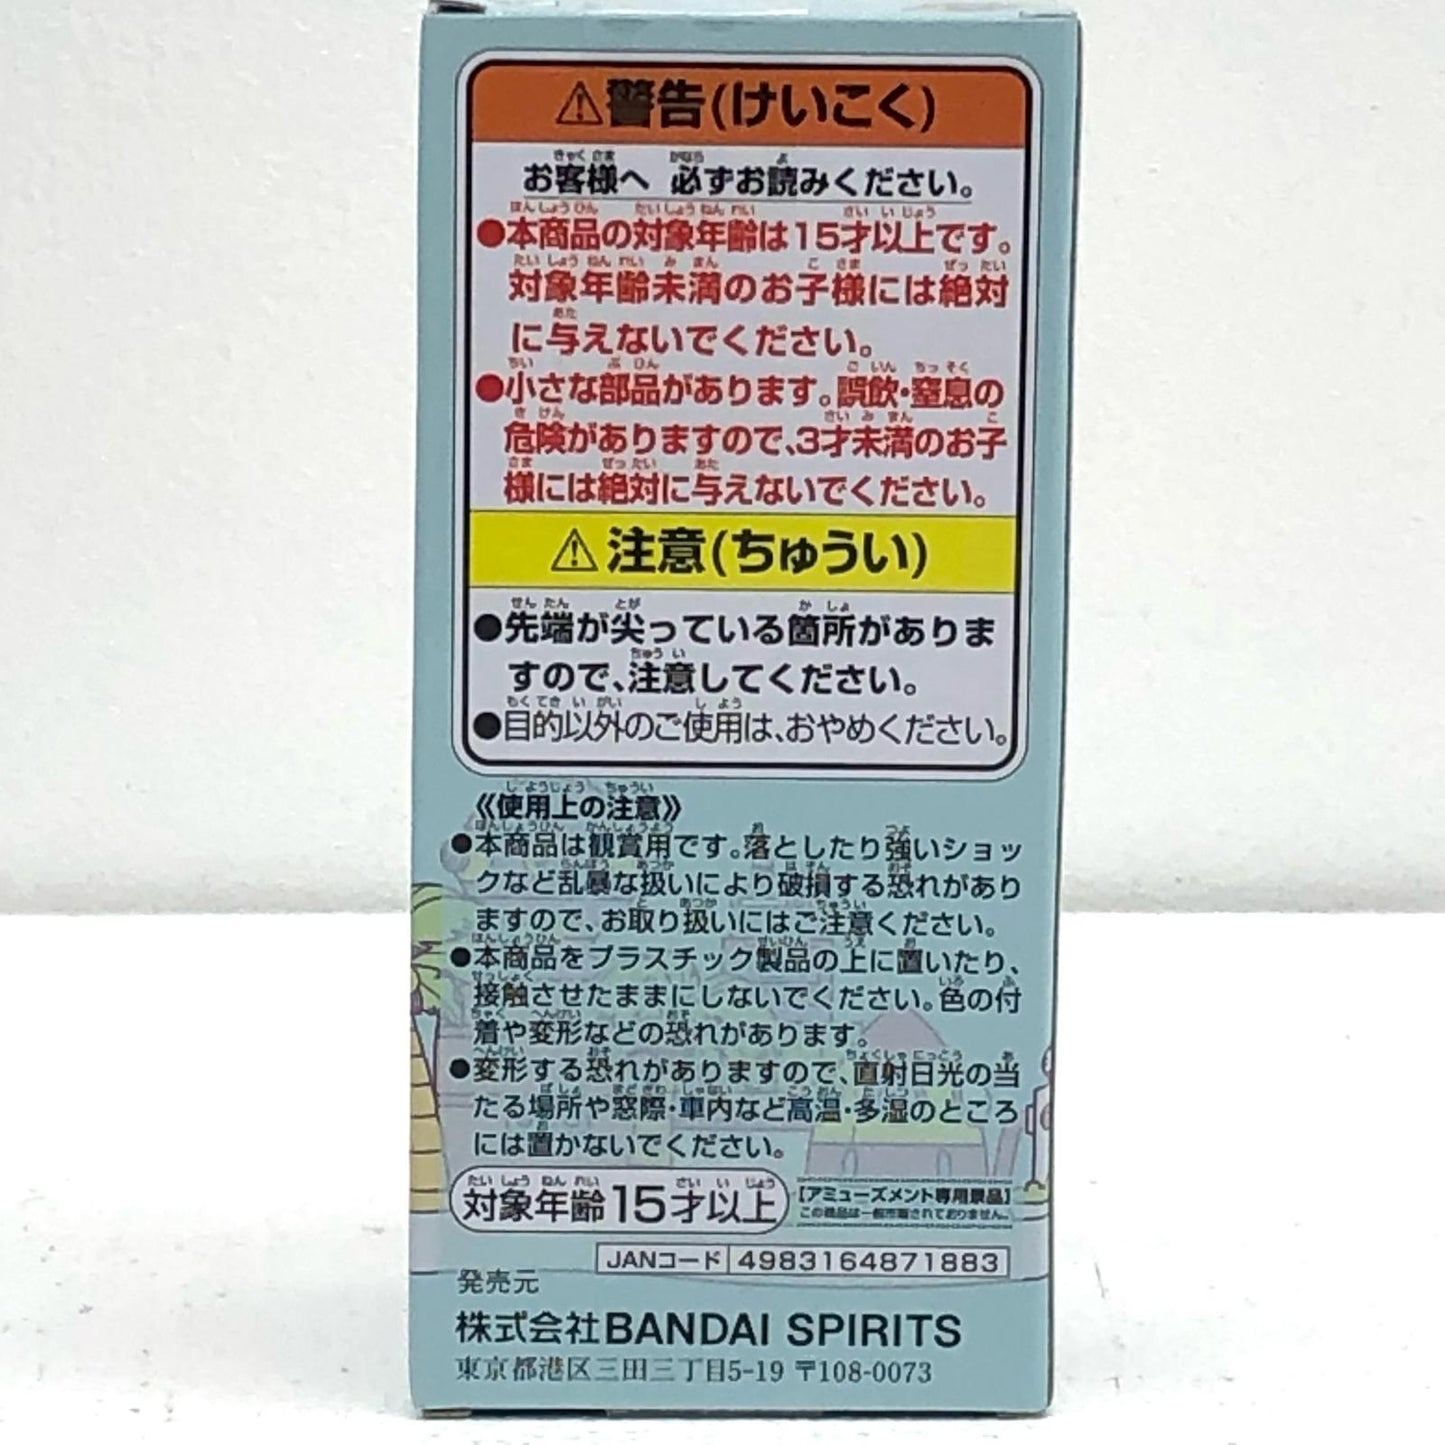 ⚠警告(けいこく)
お客様へ 必ずお読みください。
●本商品の対象年齢は15才以上です。
対象年齢未満のお子様には絶対
に与えないでください。
●小さな部品があります。誤飲・窒息の
危険がありますので、3才未満のお子
様には絶対に与えないでください。
⚠注意(ちゅうい)
●先端が尖っている箇所がありま
すので、注意してください。
●目的以外のご使用は、おやめください。
《使用上の注意》
●本商品は観賞用です。落としたり強いショッ
クなど乱暴な扱いにより破損する恐れがあり
ますので、お取り扱いにはご注意ください。
●本商品をプラスチック製品の上に置いたり、
接触させたままにしないでください。色の付
着や変形などの恐れがあります。
●変形する恐れがありますので、直射日光の当
たる場所や窓際・車内など高温・多湿のところ
には置かないでください。
対象年齢15才以上
【アミューズメント専用景品】
この商品は一般市販されておりません。
JANコード 4983164871883
発売元
株式会社BANDAI SPIRITS
東京都港区三田三丁目5-19 〒108-0073